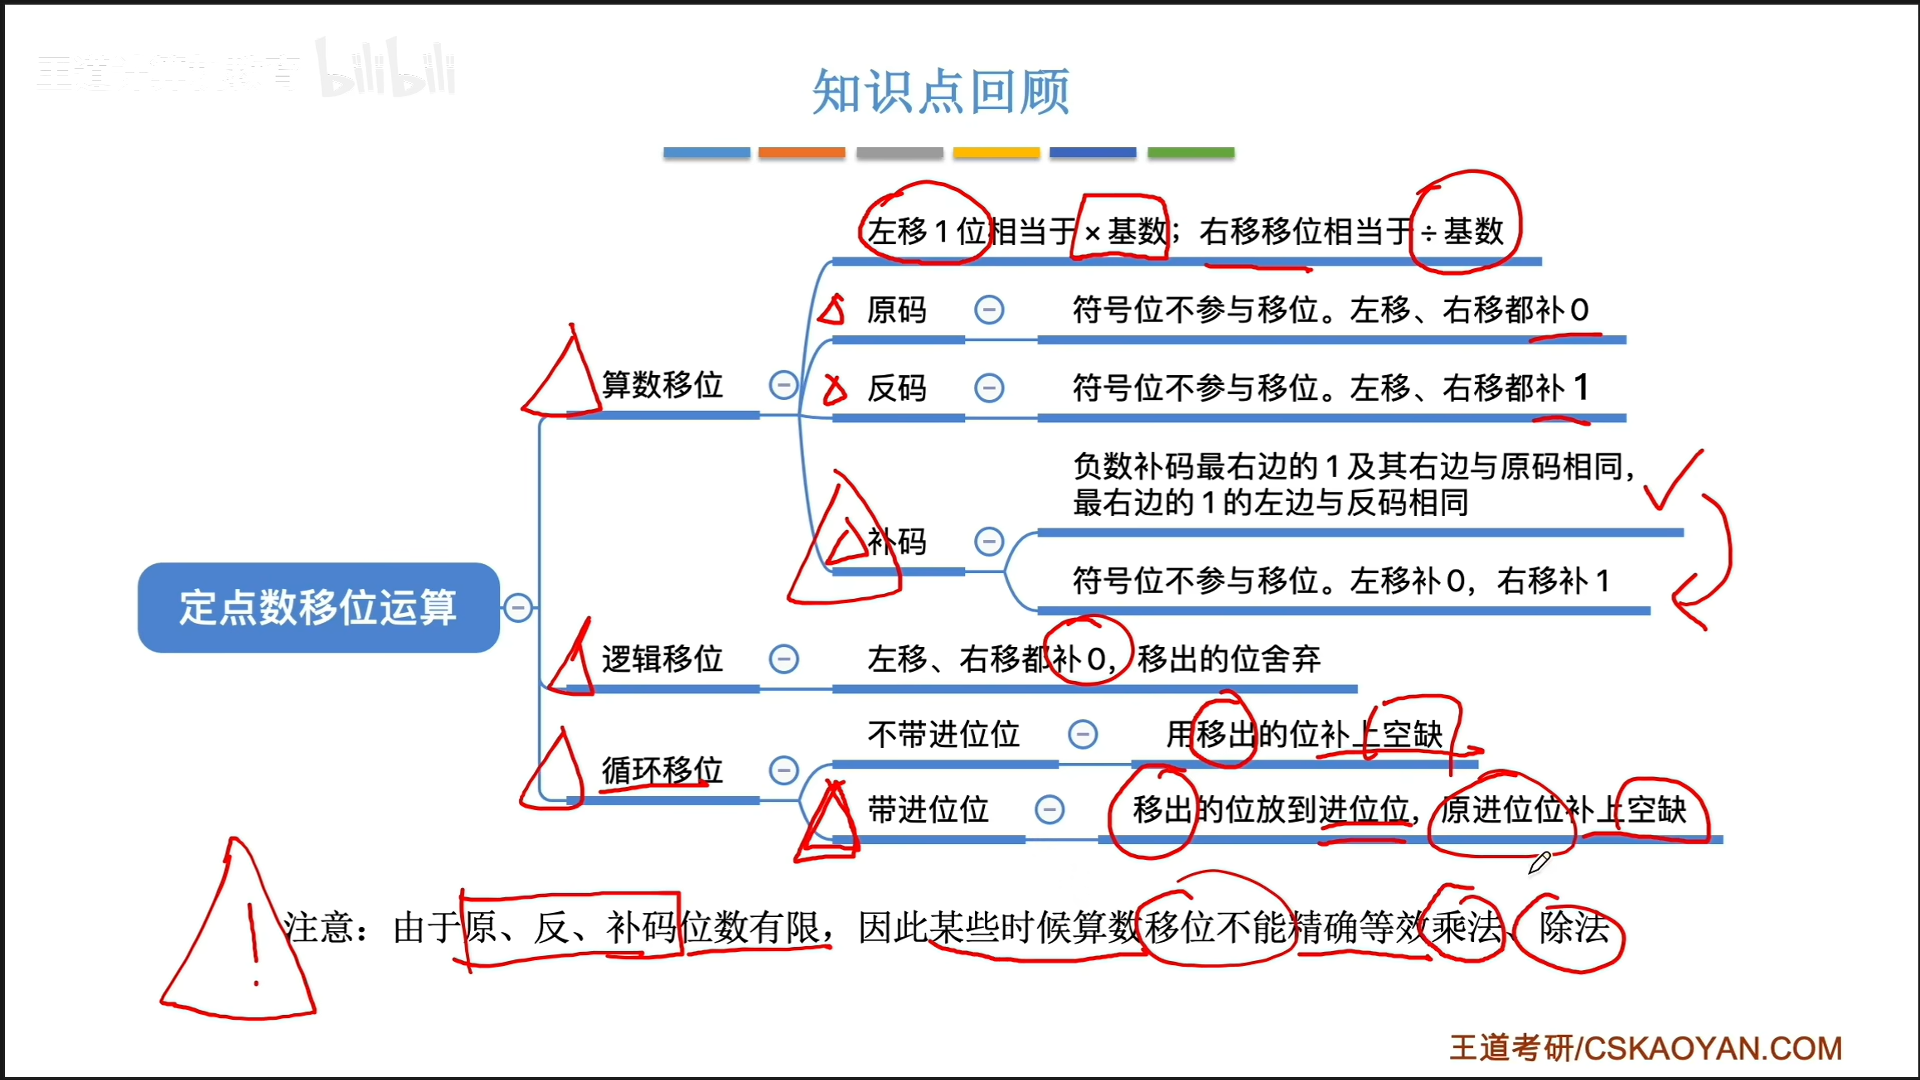 王道计算机教育 bilibili
知识点回顾
左移1位相当于×基数；右移移位相当于÷基数
原码
符号位不参与移位。左移、右移都补0
算数移位
反码
符号位不参与移位。左移、右移都补1
负数补码最右边的1及其右边与原码相同，
最右边的1的左边与反码相同
补码
符号位不参与移位。左移补0，右移补1
定点数移位运算
逻辑移位
左移、右移都补0，移出的位舍弃
不带进位位
用移出的位补上空缺
循环移位
带进位位
移出的位放到进位位，原进位位补上空缺
注意：由于原、反、补码位数有限，因此某些时候算数移位不能精确等效乘法、除法
王道考研/CSKAOYAN.COM